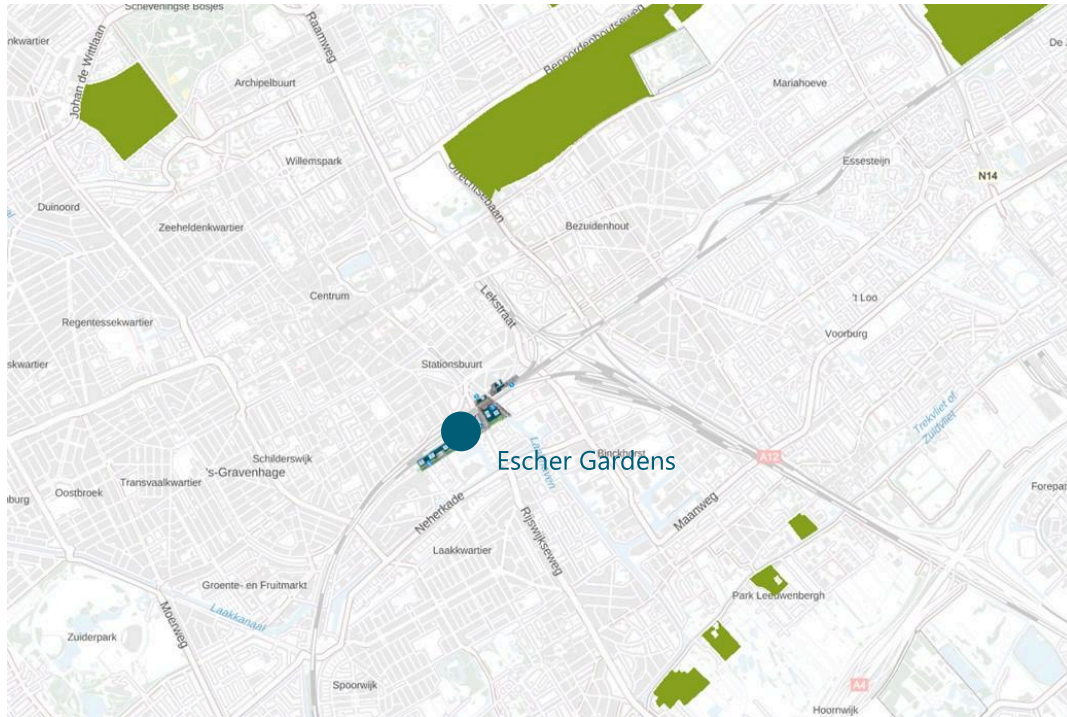 Scheveningse Bosjes
nkwartier
Johan de Wittlaan
Raamweg
Benoordenhoutseweg
De
Archipelbuurt
Mariahoeve
Willemspark
Essesteijn
N14
Utrechtsebaan
Duinoord
Zeeheldenkwartier
Bezuidenhout
Centrum
Lekstraat
't Loo
Regentessekwartier
Voorburg
skwartier
Stationsbuurt
Trekvliet of
Zuidvliet
Escher Gardens
Binckhorst
A12
Schilderswijk
's-Gravenhage
Transvaalkwartier
Oostbroek
nburg
Forepar
Neherkade
Rijswijkseweg
Maanweg
Laakkwartier
Groente- en Fruitmarkt
Park Leeuwenbergh
Laakkanaal
Moerweg
Zuiderpark
Spoorwijk
A4
Hoornwijk